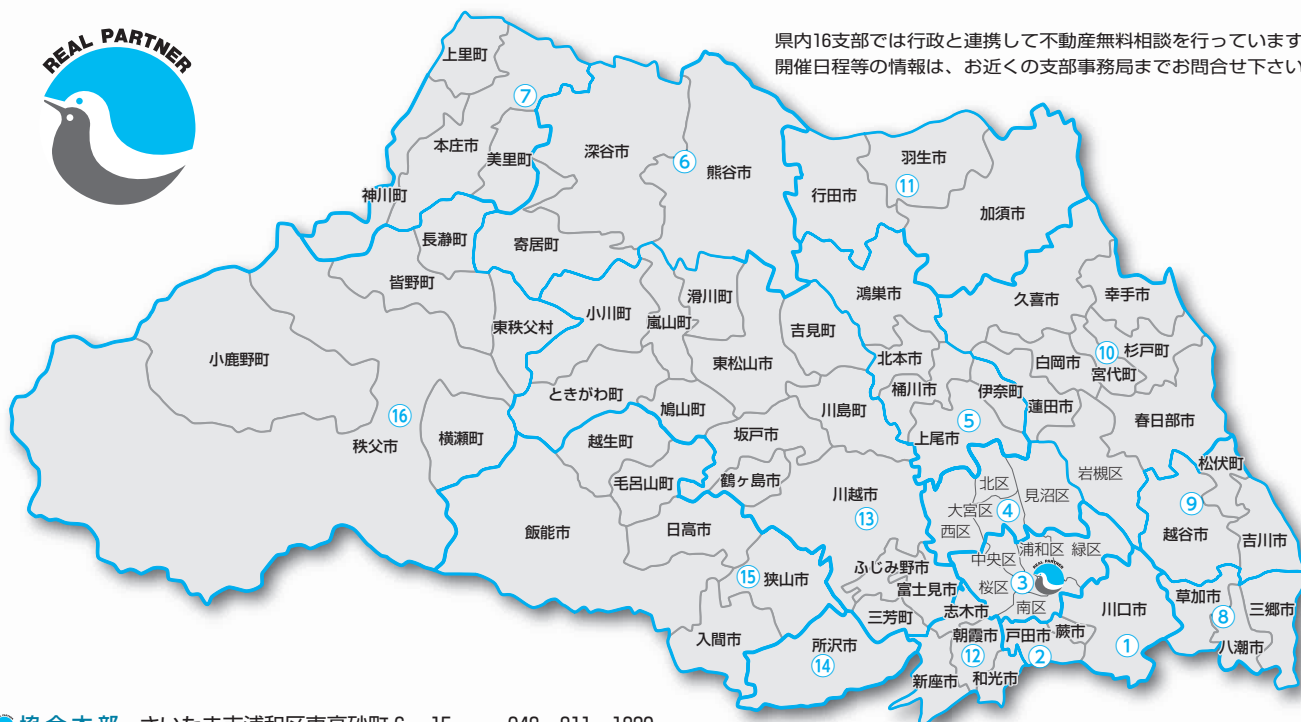 REAL PARTNER
県内16支部では行政と連携して不動産無料相談を行っています
開催日程等の情報は、お近くの支部事務局までお問合せ下さい
上里町
⑦
本庄市
美里町
神川町
深谷市
⑥
熊谷市
行田市
羽生市
⑪
加須市
長瀞町
寄居町
皆野町
東秩父村
小川町
嵐山町
滑川町
吉見町
鴻巣市
久喜市
幸手市
小鹿野町
東松山市
北本市
白岡市
⑩
杉戸町
宮代町
ときがわ町
鳩山町
川島町
桶川市
伊奈町
蓮田市
⑯
秩父市
横瀬町
越生町
坂戸市
上尾市
⑤
春日部市
毛呂山町
鶴ヶ島市
川越市
⑬
北区
見沼区
岩槻区
松伏町
大宮区
④
西区
⑨
越谷市
吉川市
飯能市
日高市
ふじみ野市
中央区
浦和区
緑区
REAL PARTNER
⑮
狭山市
富士見市
桜区
③
南区
三芳町
志木市
川口市
①
草加市
⑧
三郷市
八潮市
入間市
所沢市
⑭
朝霞市
⑫
戸田市
②
蕨市
新座市
和光市